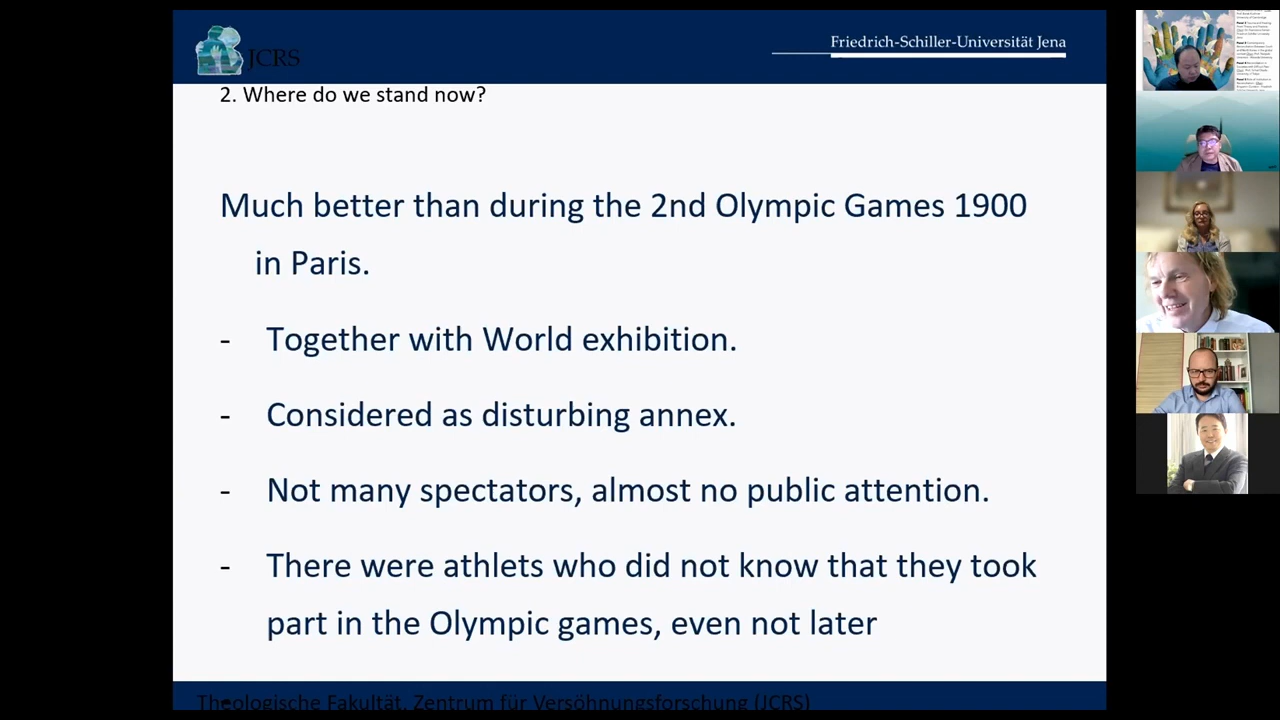 JCRS
Friedrich-Schiller-Universität Jena
2. Where do we stand now?
Much better than during the 2nd Olympic Games 1900
in Paris.
- Together with World exhibition.
- Considered as disturbing annex.
- Not many spectators, almost no public attention.
- There were athlets who did not know that they took
part in the Olympic games, even not later
Theologische Fakultät, Zentrum für Versöhnungsforschung (JCRS)